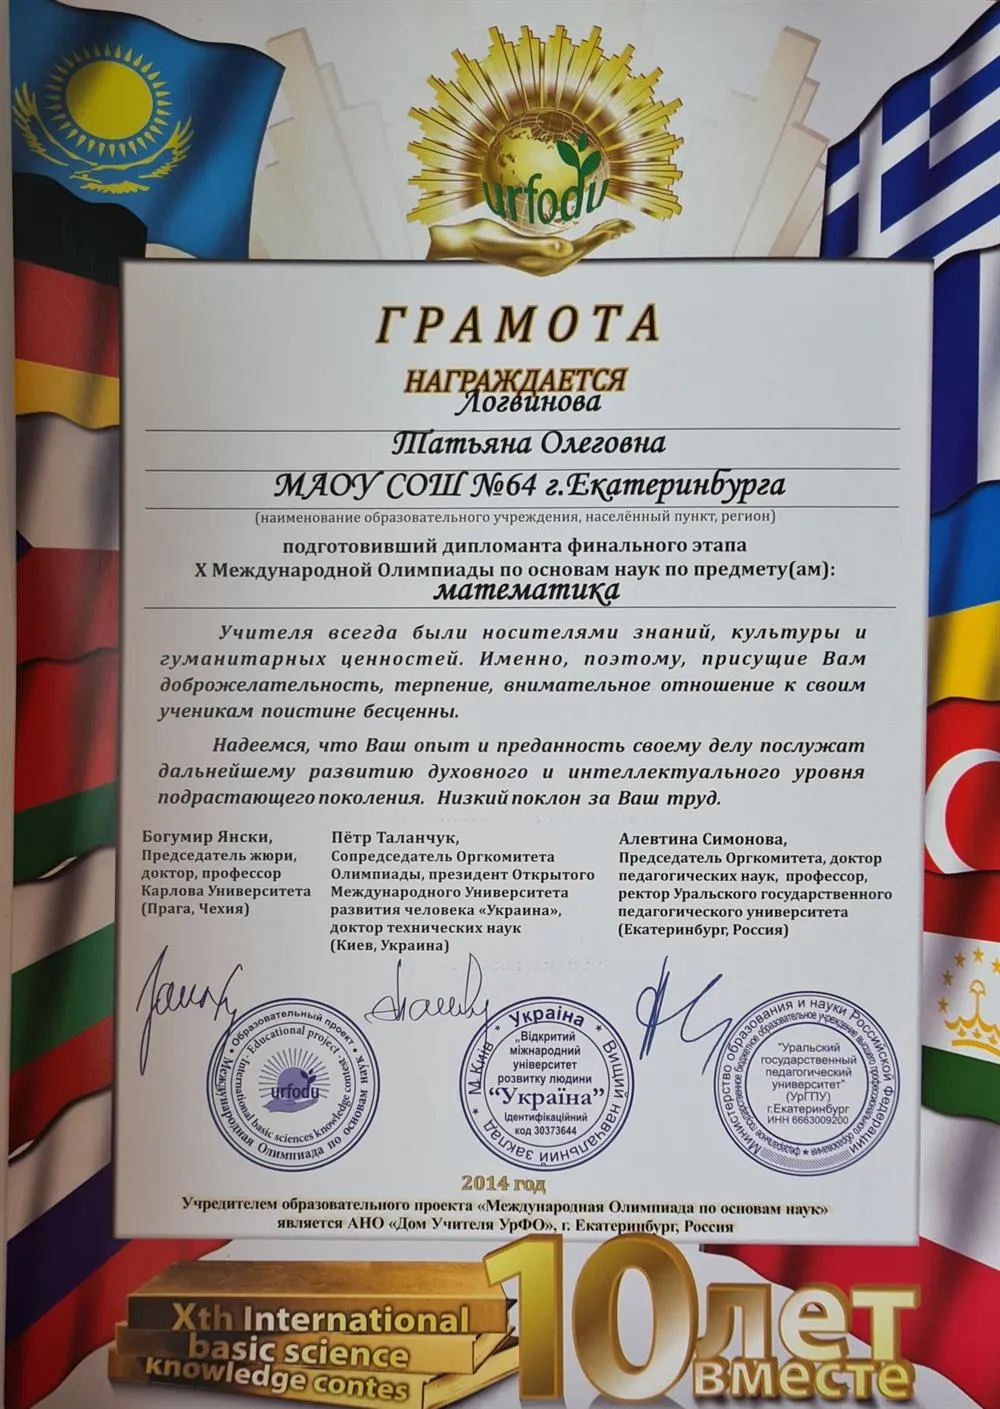 urfodu
ГРАМОТА
НАГРАЖДАЕТСЯ
Логвинова
Татьяна Олеговна
МАОУ СОШ №64 г.Екатеринбурга
(наименование образовательного учреждения, населённый пункт, регион)
подготовивший дипломанта финального этапа
X Международной Олимпиады по основам наук по предмету(ам):
математика
Учителя всегда были носителями знаний, культуры и
гуманитарных ценностей. Именно, поэтому, присущие Вам
доброжелательность, терпение, внимательное отношение к своим
ученикам поистине бесценны.
Надеемся, что Ваш опыт и преданность своему делу послужат
дальнейшему развитию духовного и интеллектуального уровня
подрастающего поколения. Низкий поклон за Ваш труд.
Богумир Янски,
Председатель жюри,
доктор, профессор
Карлова Университета
(Прага, Чехия)
Пётр Таланчук,
Сопредседатель Оргкомитета
Олимпиады, президент Открытого
Международного Университета
развития человека «Украина»,
доктор технических наук
(Киев, Украина)
Алевтина Симонова,
Председатель Оргкомитета, доктор
педагогических наук, профессор,
ректор Уральского государственного
педагогического университета
(Екатеринбург, Россия)
Образовательный проект
Международная Олимпиада по основам наук
Educational project
International basic sciences knowledge contest
urfodu
Україна
М.Київ
Вищий навчальний заклад
„Відкритий
міжнародний
університет
розвитку людини
“Україна”
Ідентифікаційний
код 30373644
Министерство образования и науки Российской Федерации
федеральное государственное бюджетное образовательное учреждение высшего профессионального образования
"Уральский
государственный
педагогический
университет"
(УрГПУ)
г.Екатеринбург
ИНН 6663009200
2014 год
Учредителем образовательного проекта «Международная Олимпиада по основам наук»
является АНО «Дом Учителя УрФО», г. Екатеринбург, Россия
Xth International
basic science
knowledge contes
10 лет
вместе